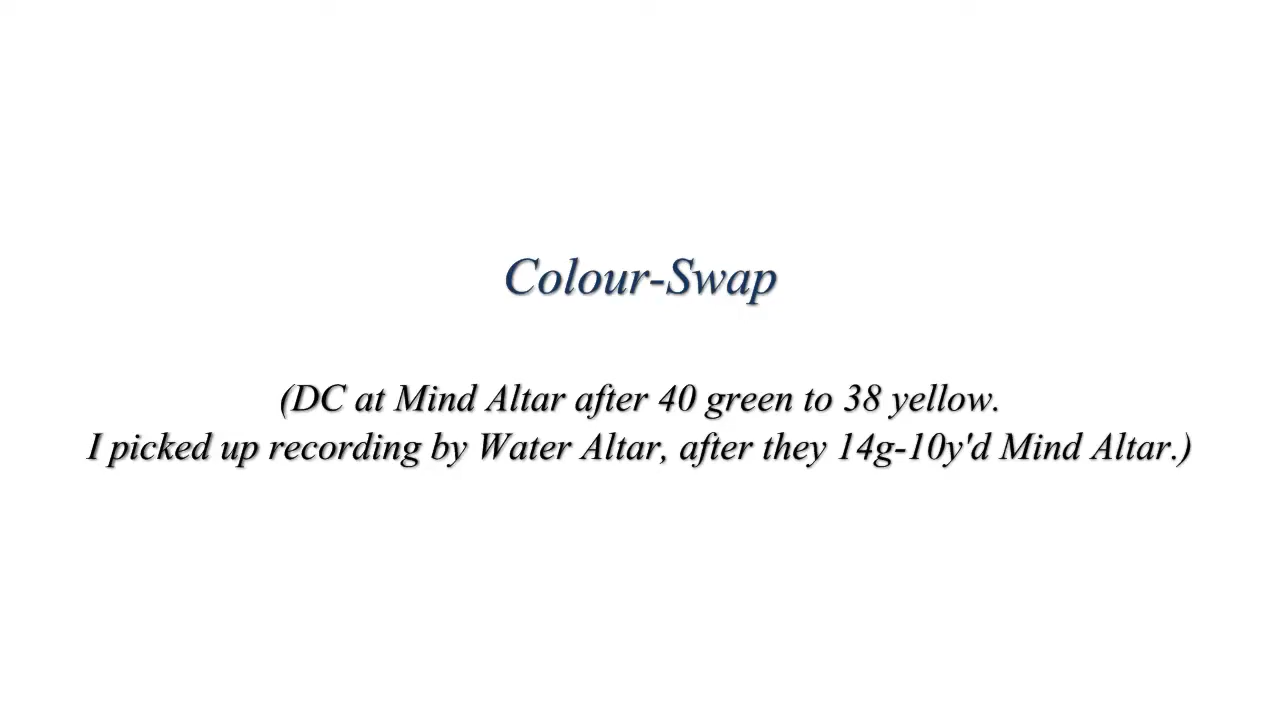 Colour-Swap
(DC at Mind Altar after 40 green to 38 yellow.
I picked up recording by Water Altar, after they 14g-10y'd Mind Altar.)